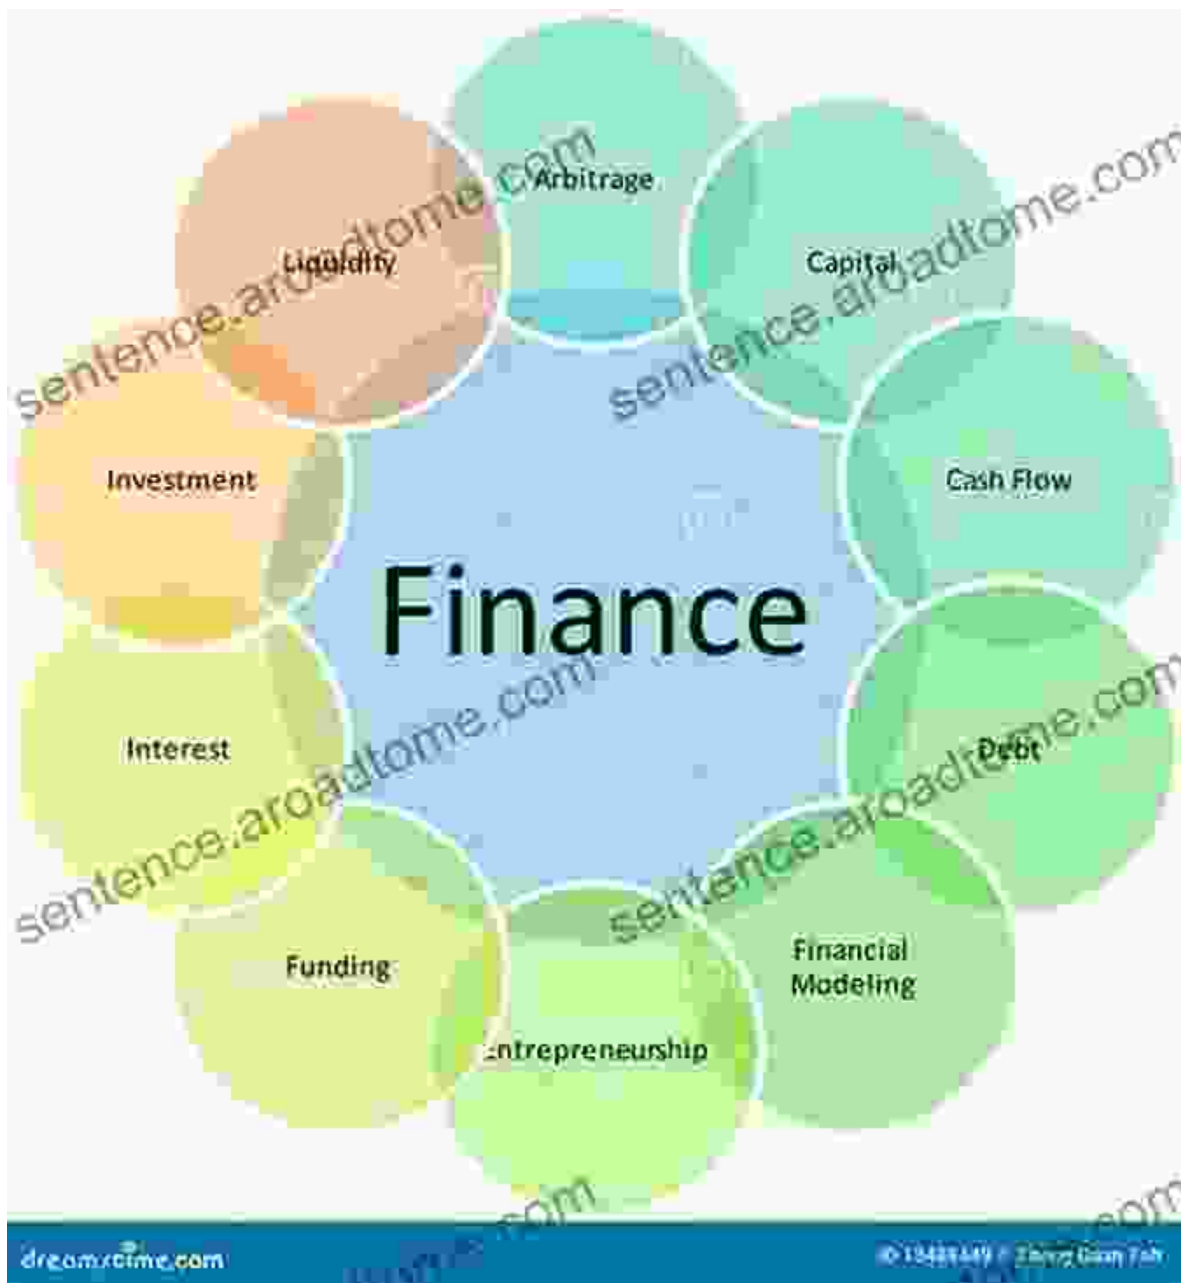 Arbitrage
Liquidity
Capital
Investment
Cash Flow
Finance
Interest
Debt
Funding
Financial
Modeling
Entrepreneurship
sentence.aroadtome.com
sentence.aroadtome.com
sentence.aroadtome.com
sentence.aroadtome.com
dreamstime.com